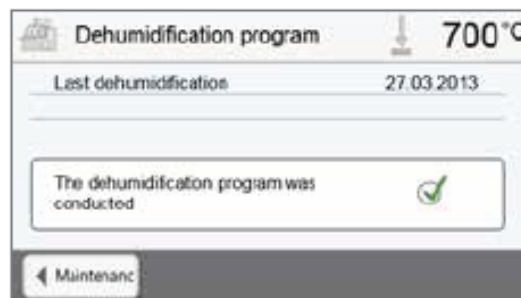 Dehumidification program 700°C
Last dehumidification 27.03.2013
The dehumidification program was
conducted
Maintenanc